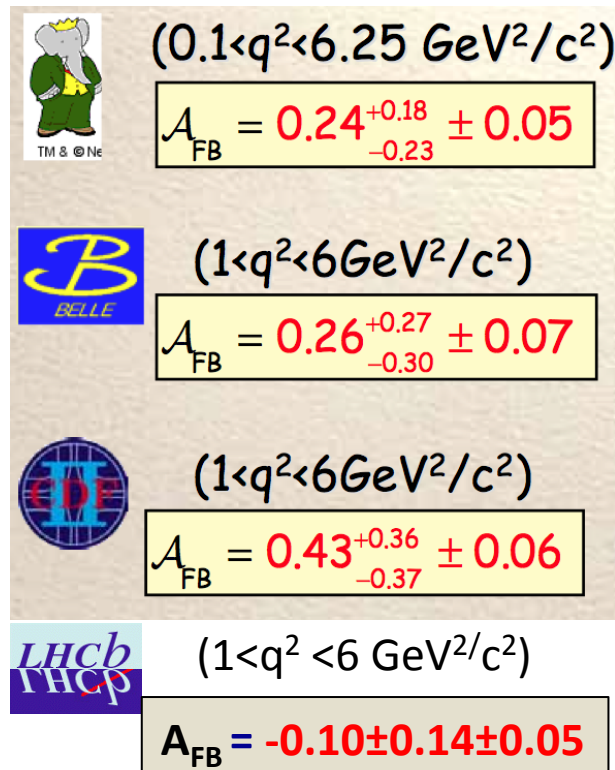 (0.1<q²<6.25 GeV²/c²)
A_FB = 0.24 +0.18 −0.23 ± 0.05
TM & © Ne
(1<q²<6GeV²/c²)
BELLE
A_FB = 0.26 +0.27 −0.30 ± 0.07
(1<q²<6GeV²/c²)
CDF
II
A_FB = 0.43 +0.36 −0.37 ± 0.06
LHCb
LHCb
(1<q² <6 GeV²/c²)
A_FB = -0.10±0.14±0.05